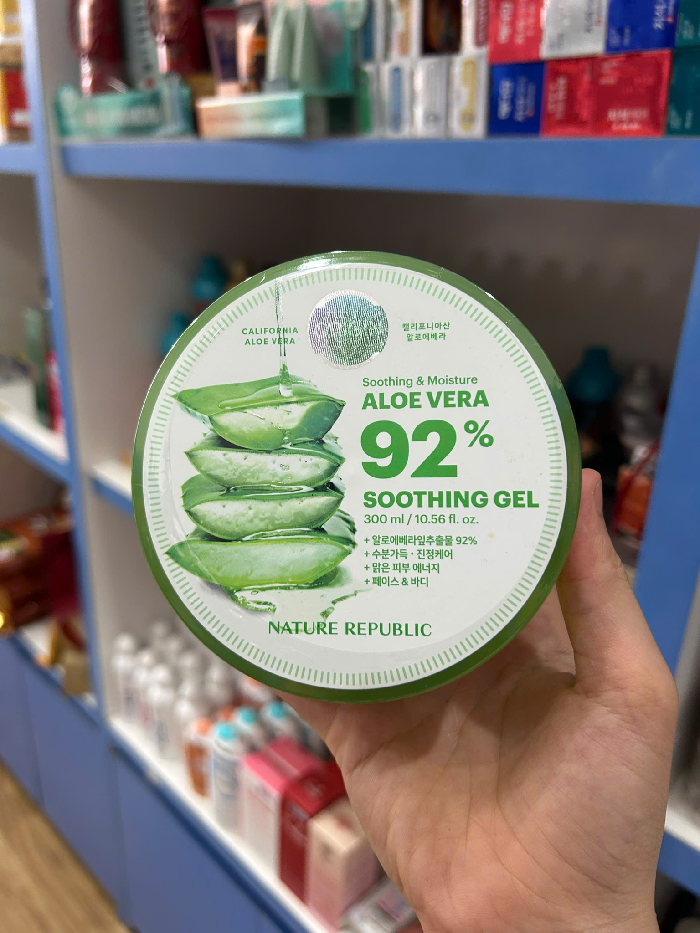 CALIFORNIA
ALOE VERA
캘리포니아산
알로에베라
Soothing & Moisture
ALOE VERA
92%
SOOTHING GEL
300 ml / 10.56 fl. oz.
+ 알로에베라잎추출물 92%
+ 수분가득 · 진정케어
+ 맑은 피부 에너지
+ 페이스 & 바디
NATURE REPUBLIC